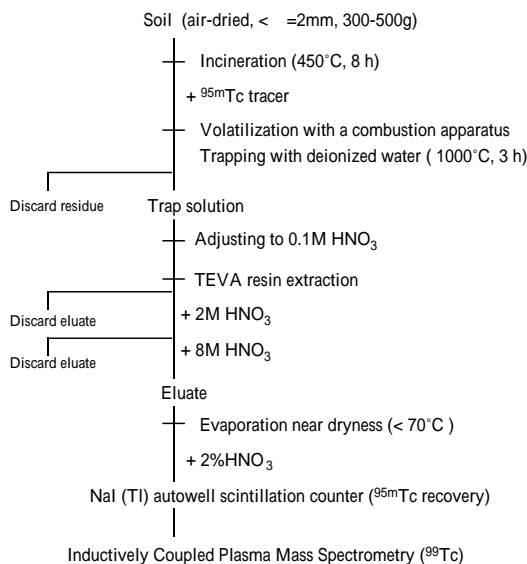 Soil (air-dried, < =2mm, 300-500g)
Incineration (450˚C, 8 h)
+ 95mTc tracer
Volatilization with a combustion apparatus
Trapping with deionized water ( 1000˚C, 3 h)
Discard residue
Trap solution
Adjusting to 0.1M HNO3
TEVA resin extraction
Discard eluate
+ 2M HNO3
Discard eluate
+ 8M HNO3
Eluate
Evaporation near dryness (< 70˚C )
+ 2%HNO3
NaI (Tl) autowell scintillation counter (95mTc recovery)
Inductively Coupled Plasma Mass Spectrometry (99Tc)